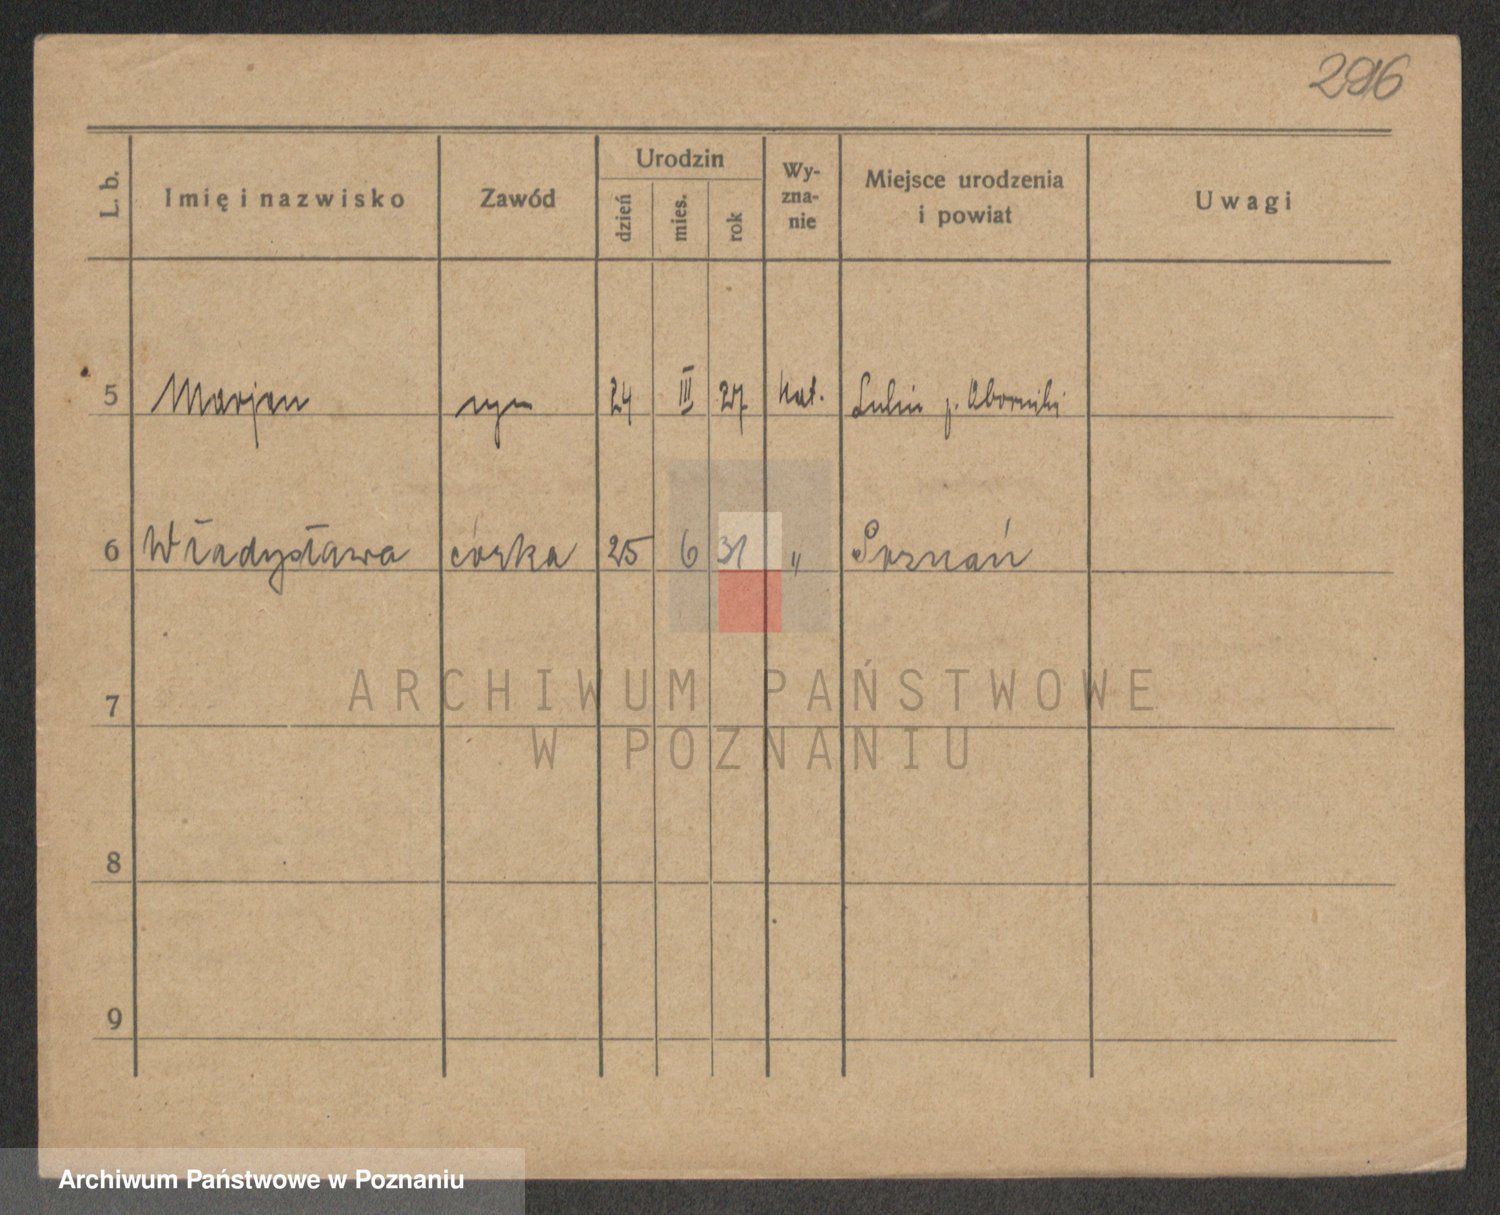 296
L. b.
Imię i nazwisko
Zawód
Urodzin
dzień
mies.
rok
Wy-
zna-
nie
Miejsce urodzenia
i powiat
Uwagi
5 Marjan syn 24 III 27 kat. p. Oborniki
6 Władysława córka 25 6 31 " Poznań
7
8
9
ARCHIWUM PAŃSTWOWE
W POZNANIU
Archiwum Państwowe w Poznaniu